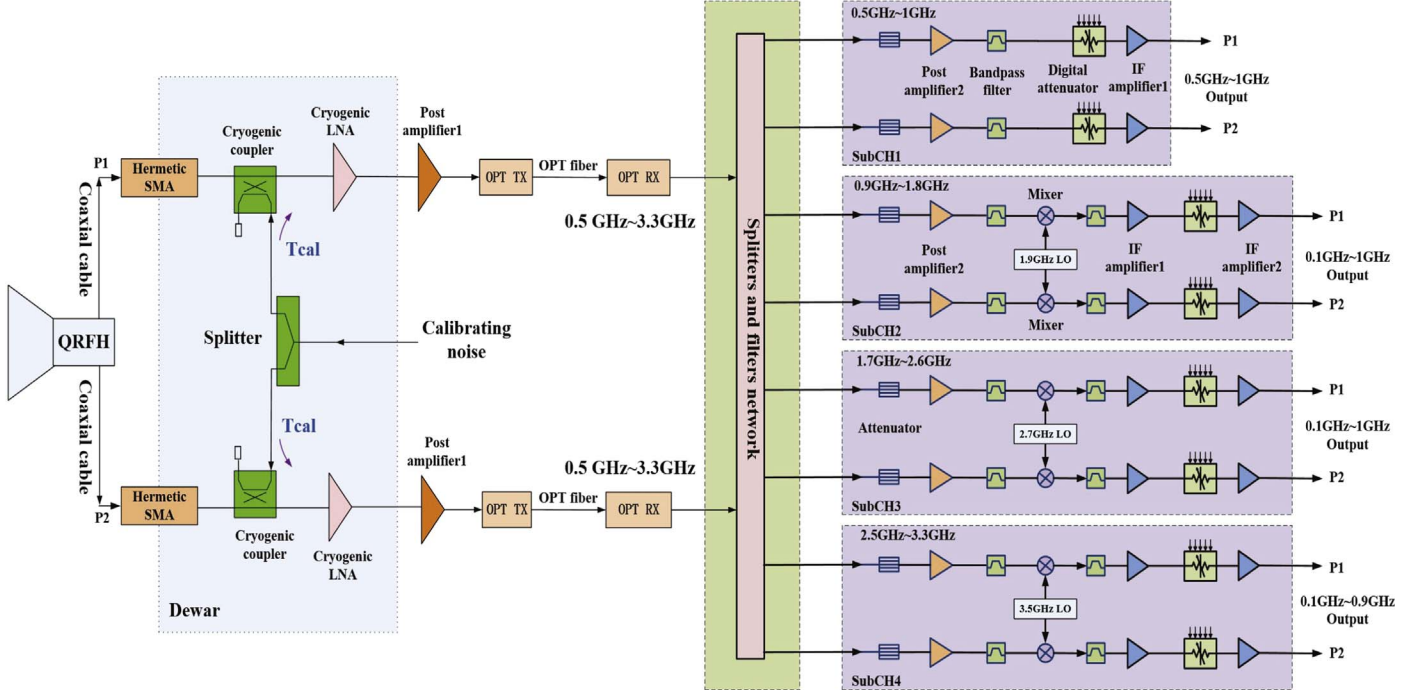 QRFH
Coaxial cable
Coaxial cable
P1
P2
Hermetic
SMA
Hermetic
SMA
Cryogenic
coupler
Cryogenic
LNA
Tcal
Splitter
Calibrating
noise
Tcal
Cryogenic
coupler
Cryogenic
LNA
Dewar
Post
amplifier1
OPT TX
OPT fiber
OPT RX
0.5 GHz~3.3GHz
Post
amplifier1
0.5 GHz~3.3GHz
OPT TX
OPT fiber
OPT RX
Splitters and filters network
0.5GHz~1GHz
Post
amplifier2
Bandpass
filter
Digital
attenuator
IF
amplifier1
SubCH1
P1
0.5GHz~1GHz
Output
P2
0.9GHz~1.8GHz
Mixer
Post
amplifier2
1.9GHz LO
IF
amplifier1
IF
amplifier2
Mixer
SubCH2
P1
0.1GHz~1GHz
Output
P2
1.7GHz~2.6GHz
Attenuator
2.7GHz LO
SubCH3
P1
0.1GHz~1GHz
Output
P2
2.5GHz~3.3GHz
3.5GHz LO
SubCH4
P1
0.1GHz~0.9GHz
Output
P2